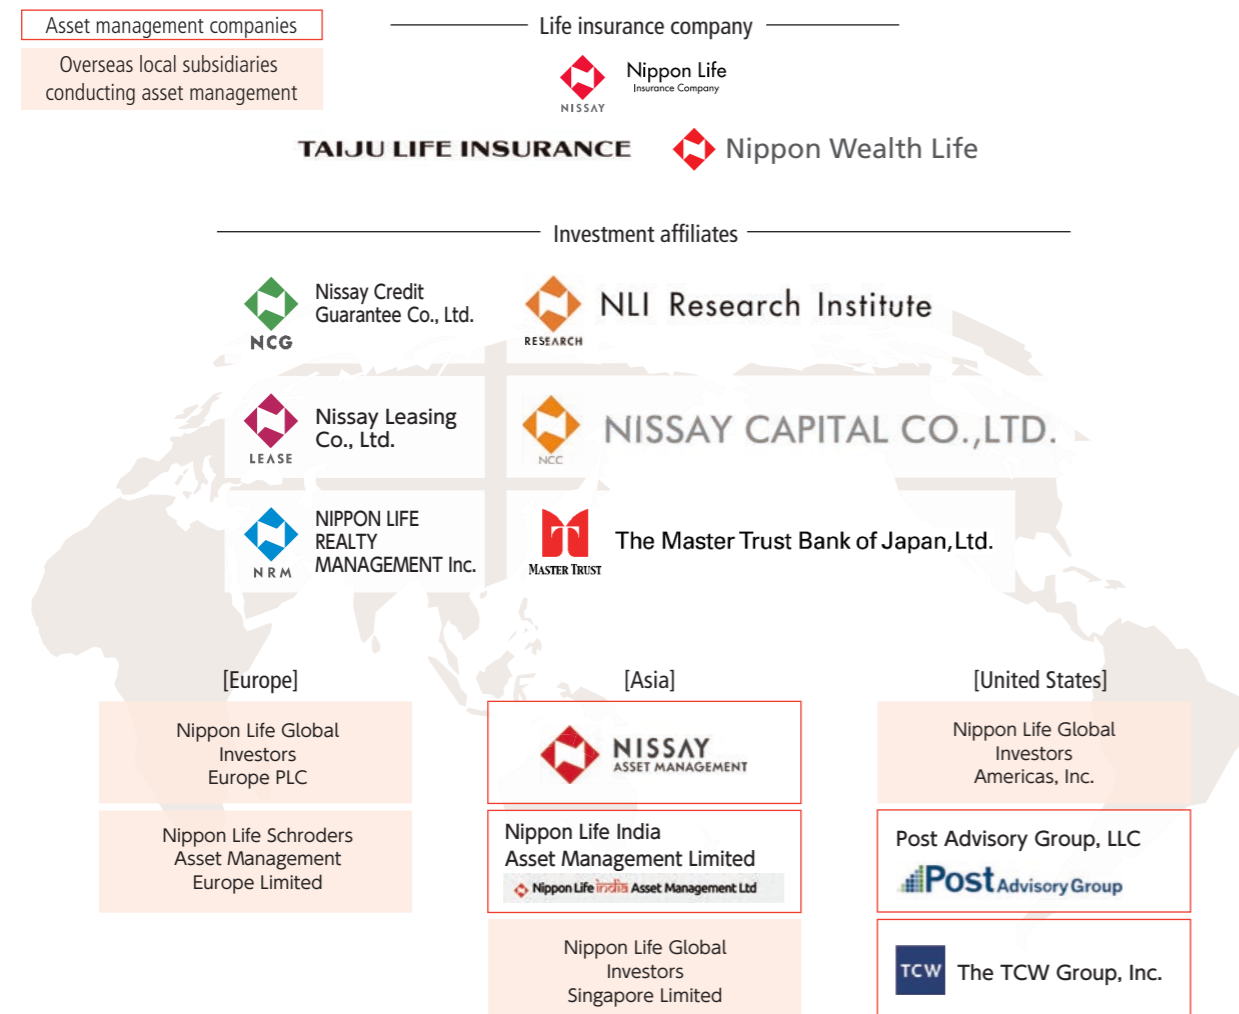 Asset management companies
Overseas local subsidiaries
conducting asset management
Life insurance company
NISSAY
Nippon Life
Insurance Company
TAIJU LIFE INSURANCE
Nippon Wealth Life
Investment affiliates
NCG
Nissay Credit
Guarantee Co., Ltd.
RESEARCH
NLI Research Institute
LEASE
Nissay Leasing
Co., Ltd.
NCC
NISSAY CAPITAL CO.,LTD.
NRM
NIPPON LIFE
REALTY
MANAGEMENT Inc.
MASTER TRUST
The Master Trust Bank of Japan,Ltd.
[Europe]
Nippon Life Global
Investors
Europe PLC
Nippon Life Schroders
Asset Management
Europe Limited
[Asia]
NISSAY
ASSET MANAGEMENT
Nippon Life India
Asset Management Limited
Nippon Life india Asset Management Ltd
Nippon Life Global
Investors
Singapore Limited
[United States]
Nippon Life Global
Investors
Americas, Inc.
Post Advisory Group, LLC
Post Advisory Group
TCW
The TCW Group, Inc.